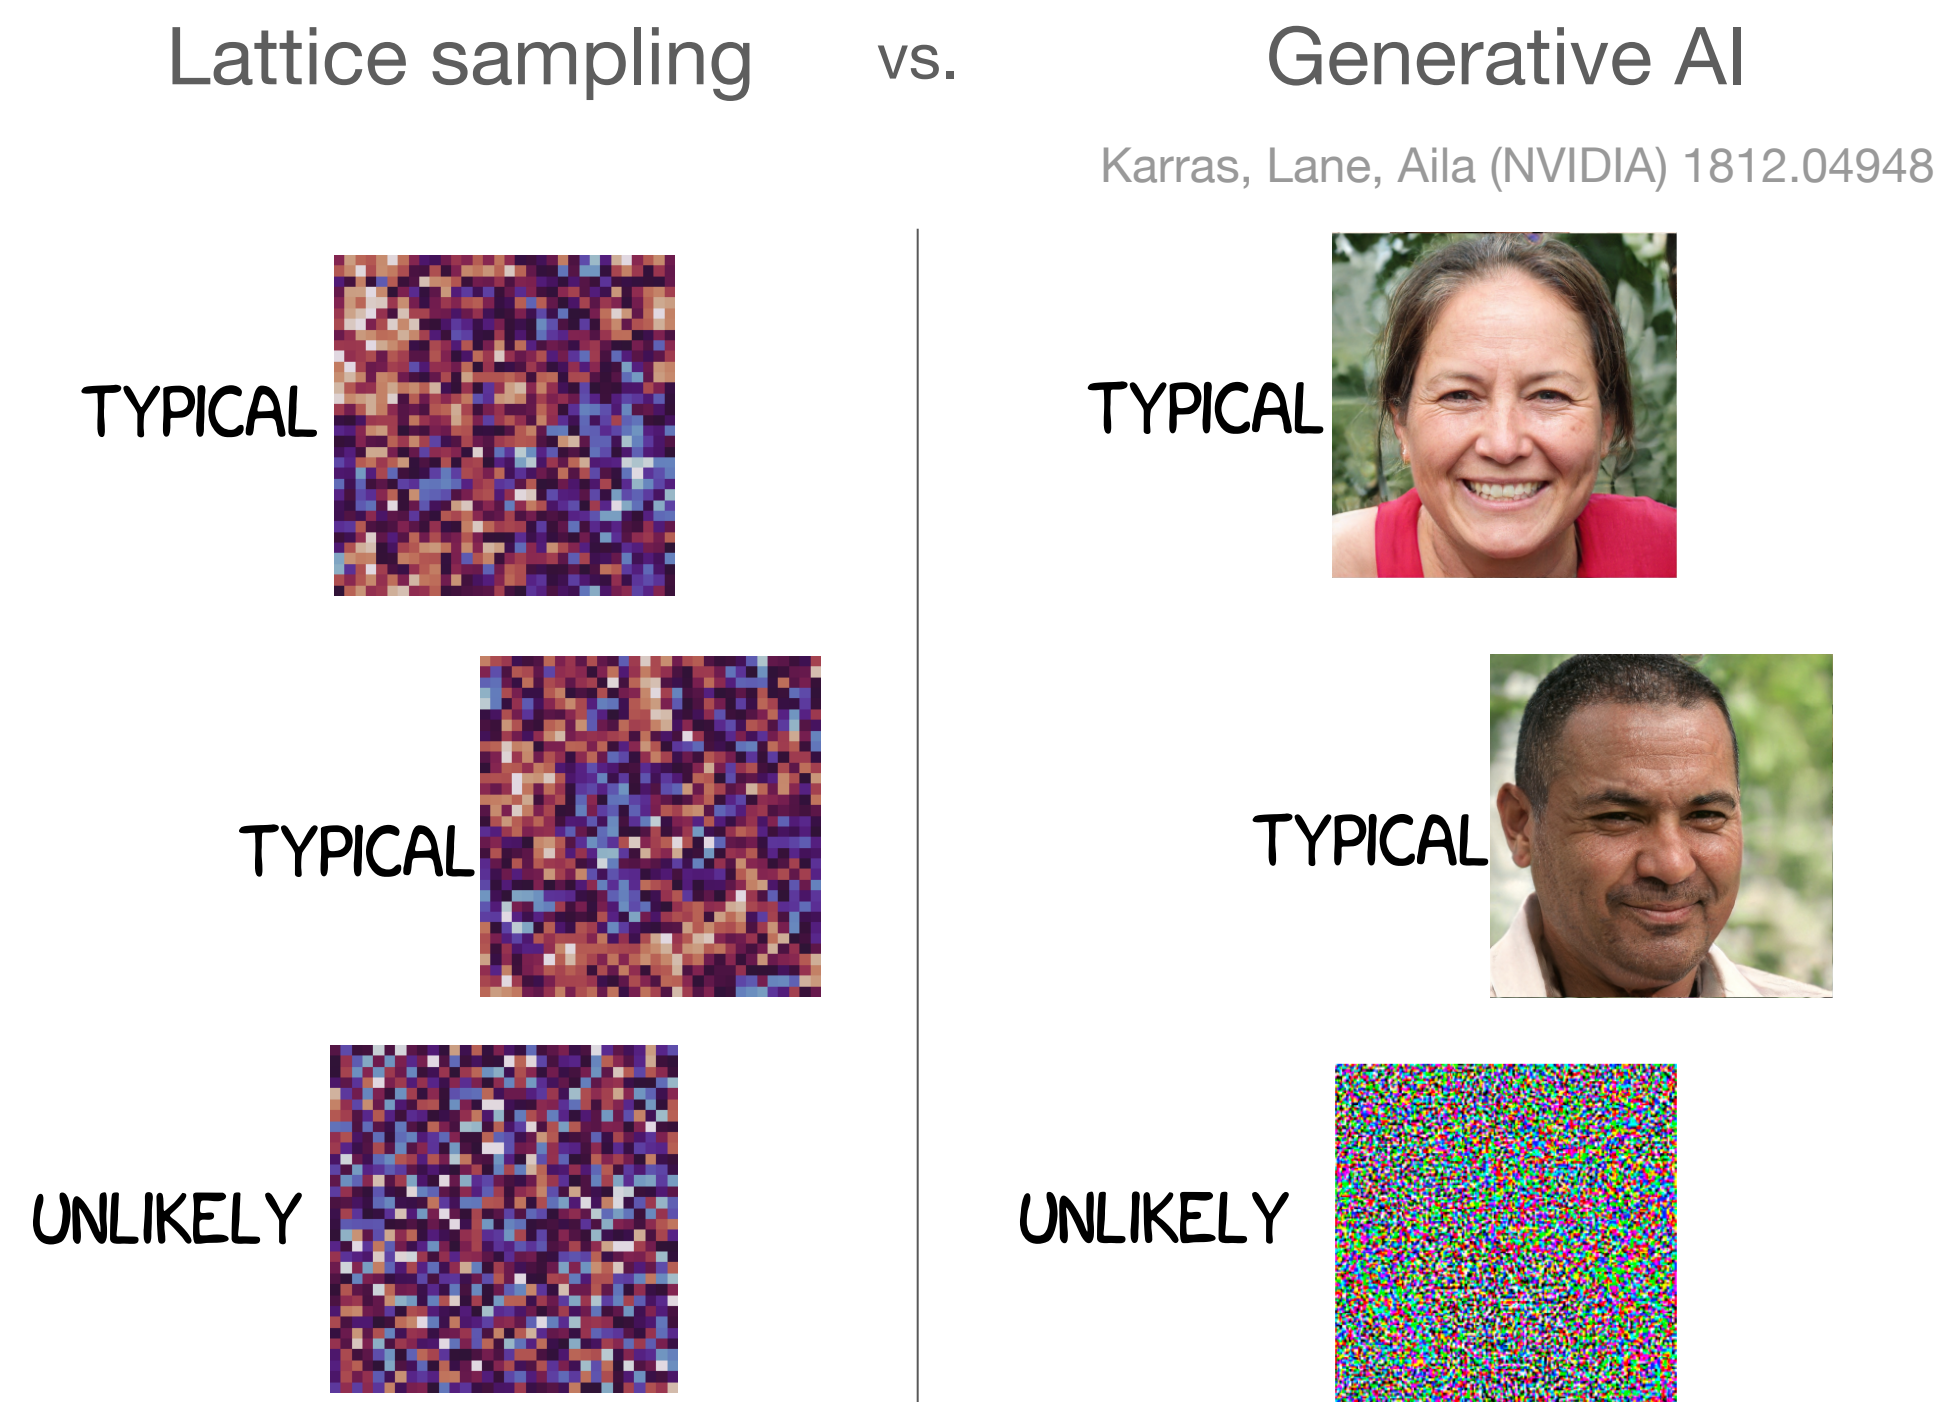 Lattice sampling vs. Generative AI
Karras, Lane, Aila (NVIDIA) 1812.04948
TYPICAL
TYPICAL
TYPICAL
TYPICAL
UNLIKELY
UNLIKELY